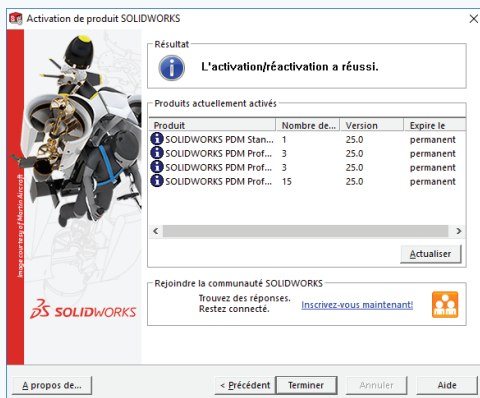 Activation de produit SOLIDWORKS
Résultat
L'activation/réactivation a réussi.
Produits actuellement activés
Produit Nombre de... Version Expire le
SOLIDWORKS PDM Stan... 1 25.0 permanent
SOLIDWORKS PDM Prof... 3 25.0 permanent
SOLIDWORKS PDM Prof... 3 25.0 permanent
SOLIDWORKS PDM Prof... 15 25.0 permanent
Actualiser
Rejoindre la communauté SOLIDWORKS
Trouvez des réponses.
Restez connecté.
Inscrivez-vous maintenant!
Image courtesy of Martin Aircraft
SOLIDWORKS
A propos de... < Précédent Terminer Annuler Aide